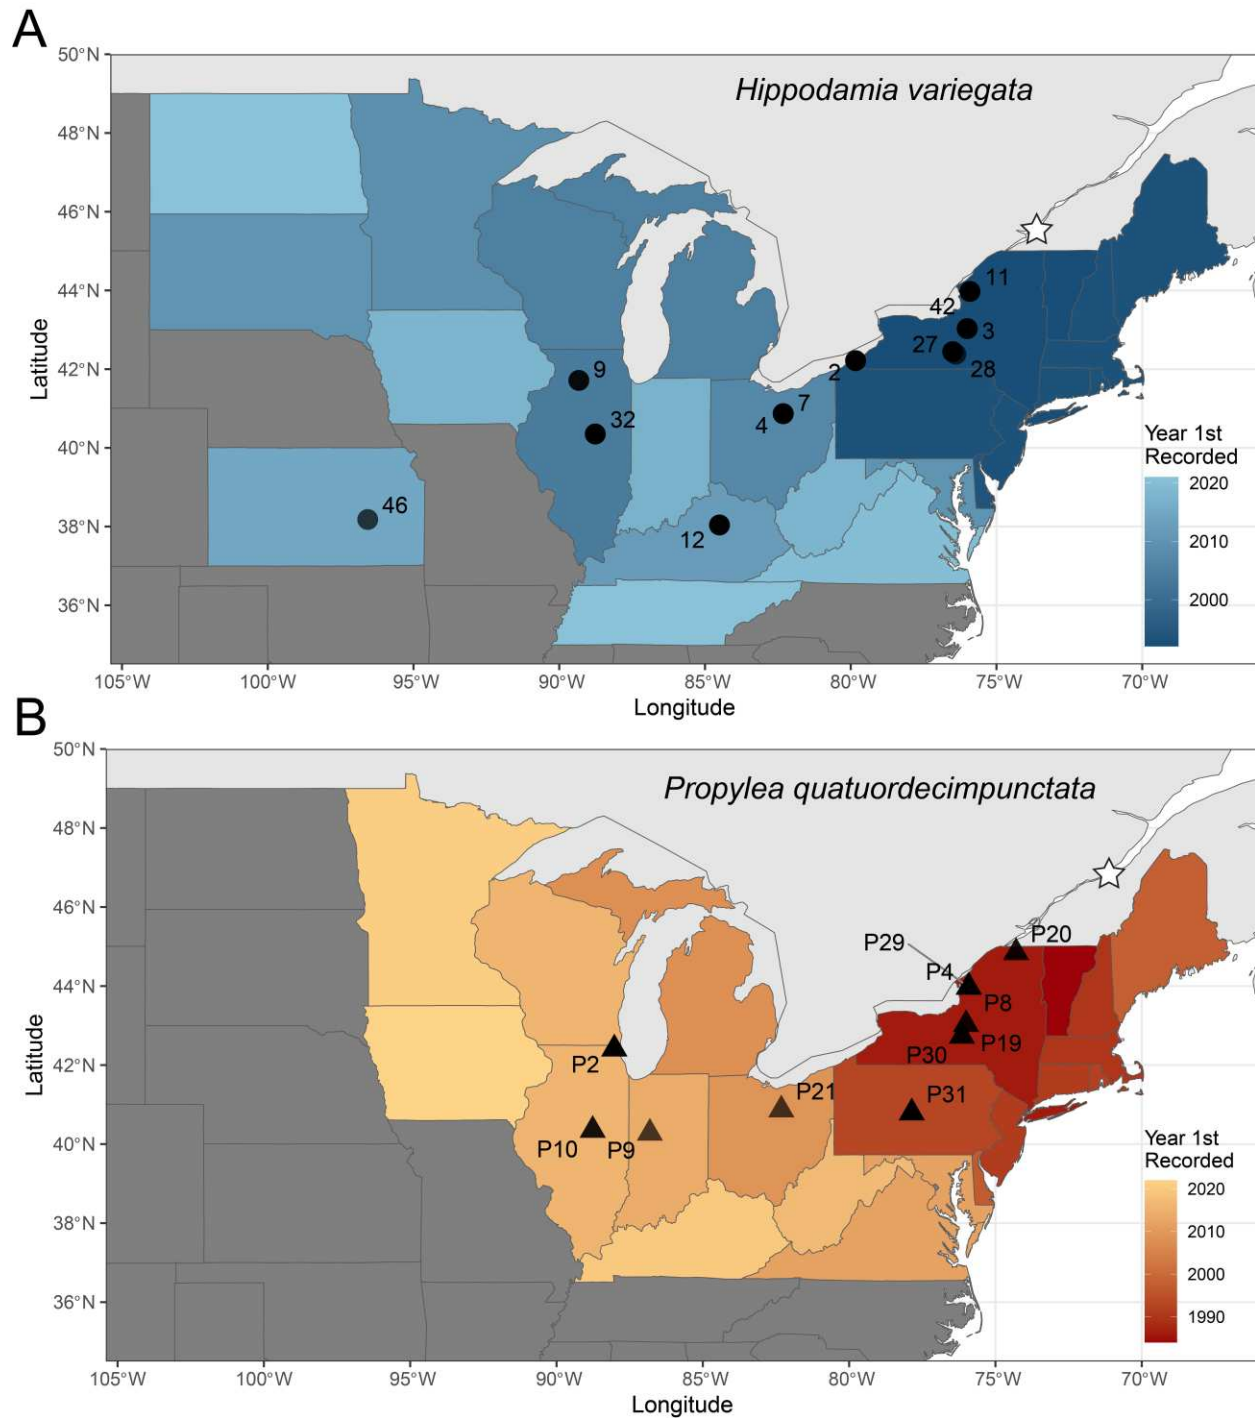 A
Hippodamia variegata
50°N
48°N
46°N
44°N
42°N
40°N
38°N
36°N
Latitude
11
42
3
27
28
2
9
7
32
4
46
12
Year 1st
Recorded
2020
2010
2000
105°W 100°W 95°W 90°W 85°W 80°W 75°W 70°W
Longitude
B
Propylea quatuordecimpunctata
50°N
48°N
46°N
44°N
42°N
40°N
38°N
36°N
Latitude
P20
P29
P4
P8
P19
P30
P2
P21
P31
P10
P9
Year 1st
Recorded
2020
2010
2000
1990
105°W 100°W 95°W 90°W 85°W 80°W 75°W 70°W
Longitude